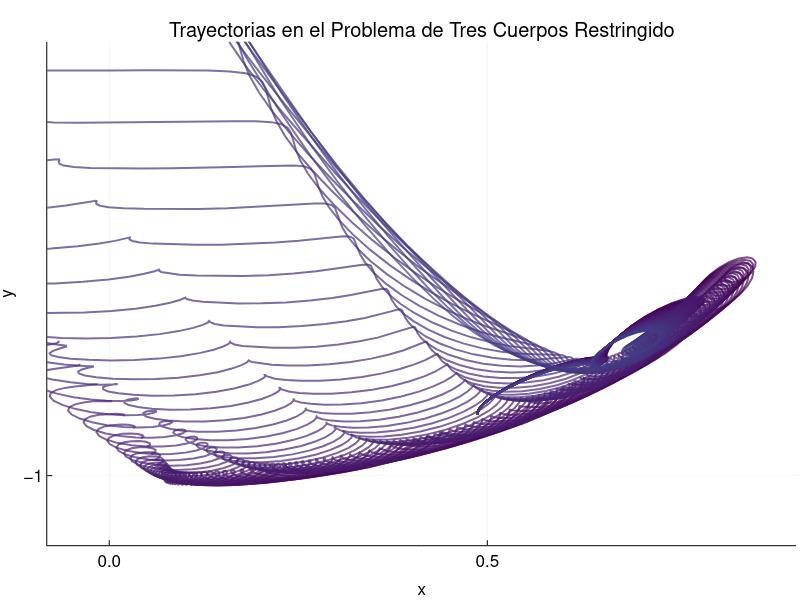 Trayectorias en el Problema de Tres Cuerpos Restringido
y
−1
0.0
0.5
x